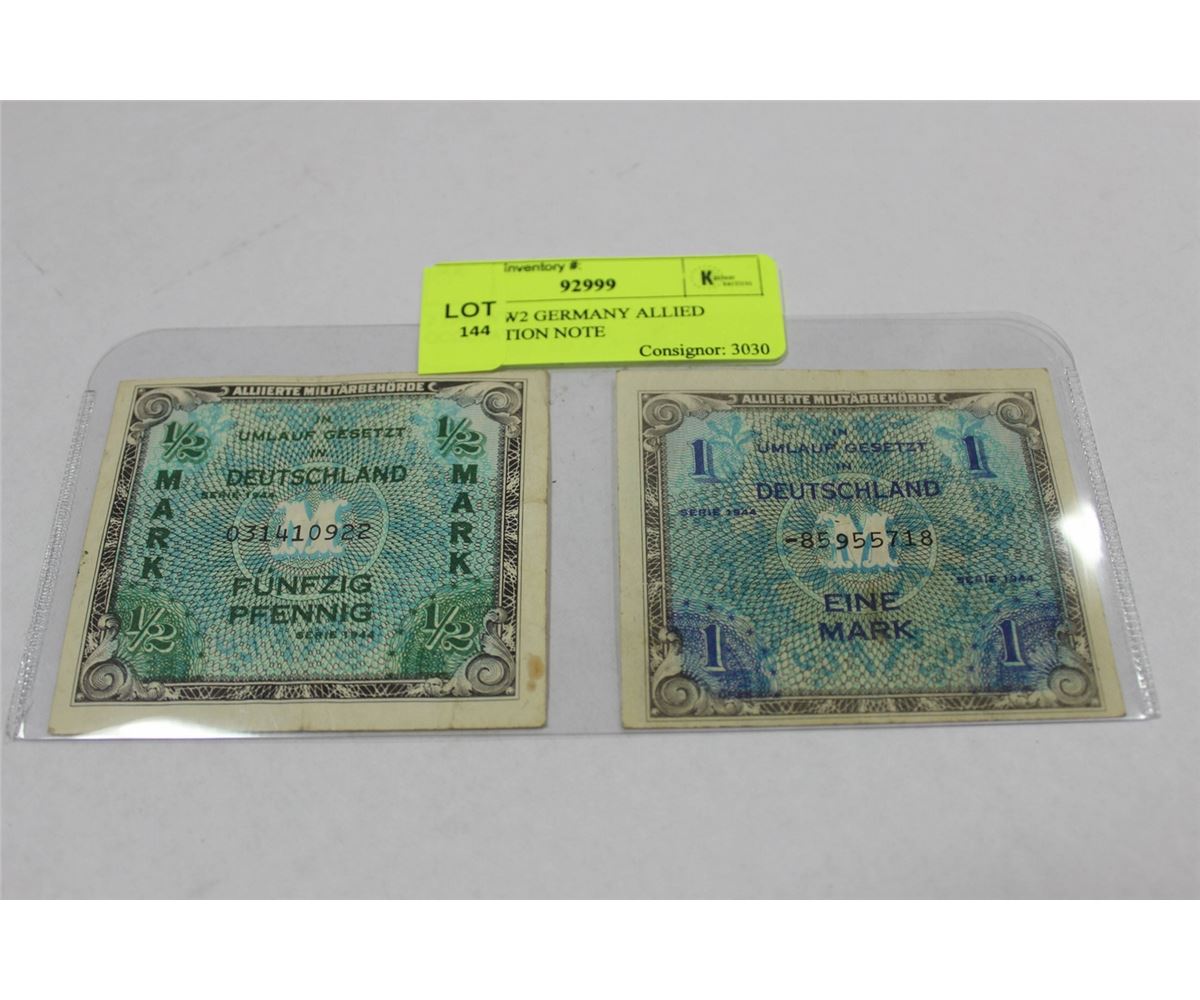 Inventory #:
92999
K
LOT
144
W2 GERMANY ALLIED
TION NOTE
Consignor: 3030
ALLIIERTE MILITÄRBEHÖRDE
1/2
1/2
IN
UMLAUF GESETZT
IN
DEUTSCHLAND
SERIE 1944
MARK
MARK
M
031410922
FÜNFZIG
PFENNIG
SERIE 1944
1/2
1/2
ALLIIERTE MILITÄRBEHÖRDE
1
1
IN
UMLAUF GESETZT
IN
DEUTSCHLAND
SERIE 1944
M
-85955718
SERIE 1944
EINE
MARK
1
1